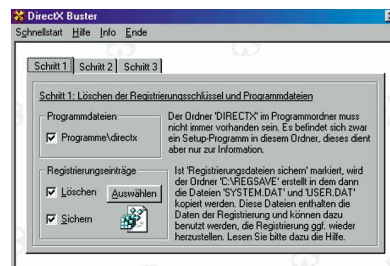 DirectX Buster
Schnellstart Hilfe Info Ende
Schritt 1 Schritt 2 Schritt 3
Schritt 1: Löschen der Registrierungsschlüssel und Programmdateien
Programmdateien
Programme\directx
Der Ordner 'DIRECTX' im Programmordner muss
nicht immer vorhanden sein. Es befindet sich zwar
ein Setup-Programm in diesem Ordner, dieses dient
aber nur zur Information.
Registrierungseinträge
Löschen Auswählen
Sichern
Ist 'Registrierungsdateien sichern' markiert, wird
der Ordner 'C:\REGSAVE' erstellt in dem dann
die Dateien 'SYSTEM.DAT' und 'USER.DAT'
kopiert werden. Diese Dateien enthalten die
Daten der Registrierung und können dazu
benutzt werden, die Registrierung ggf. wieder
herzustellen. Lesen Sie bitte dazu die Hilfe.